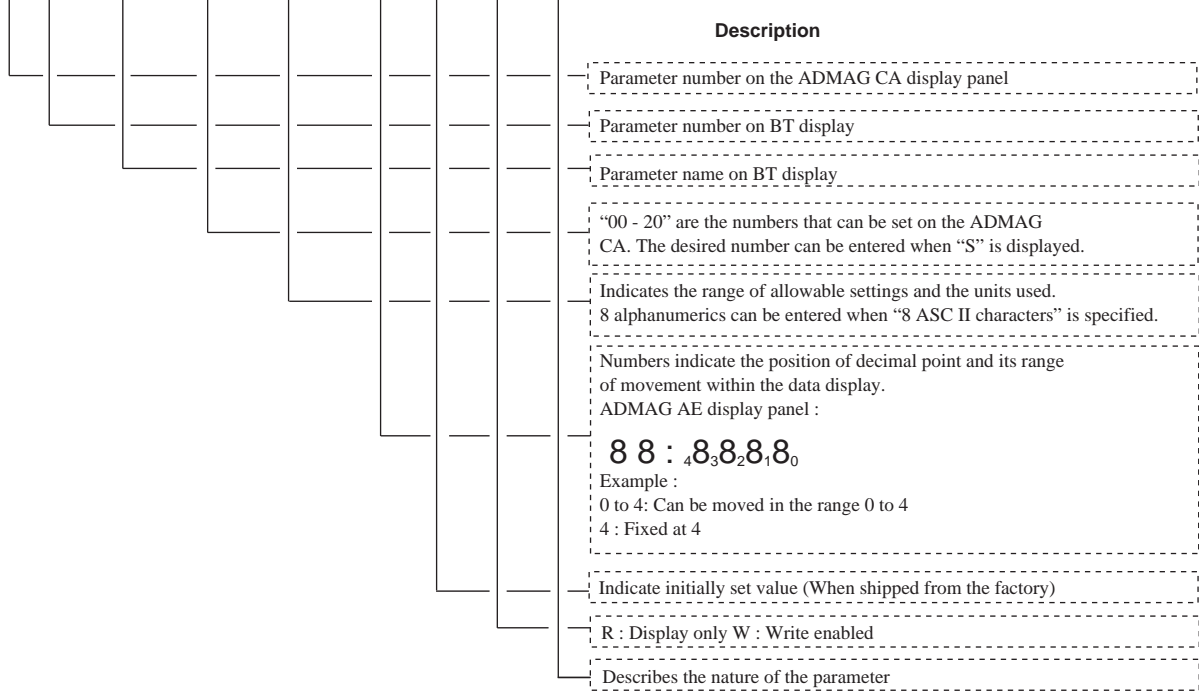 Description
Parameter number on the ADMAG CA display panel
Parameter number on BT display
Parameter name on BT display
“00 - 20” are the numbers that can be set on the ADMAG
CA. The desired number can be entered when “S” is displayed.
Indicates the range of allowable settings and the units used.
8 alphanumerics can be entered when “8 ASC II characters” is specified.
Numbers indicate the position of decimal point and its range
of movement within the data display.
ADMAG AE display panel :
8 8 : ₄8₃8₂8₁8₀
Example :
0 to 4: Can be moved in the range 0 to 4
4 : Fixed at 4
Indicate initially set value (When shipped from the factory)
R : Display only W : Write enabled
Describes the nature of the parameter